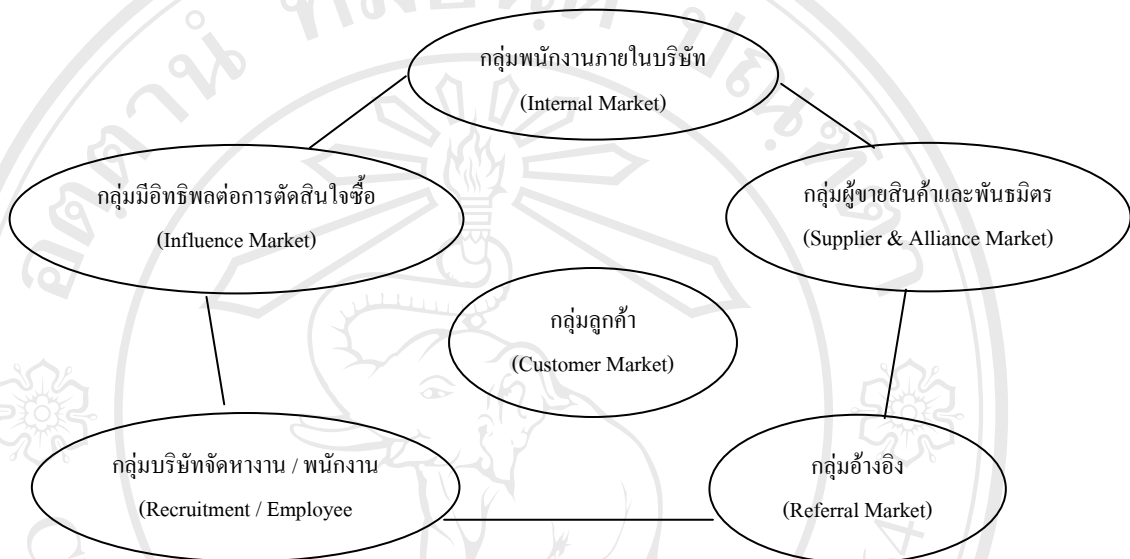 กลุ่มพนักงานภายในบริษัท
(Internal Market)
กลุ่มมีอิทธิพลต่อการตัดสินใจซื้อ
(Influence Market)
กลุ่มผู้ขายสินค้าและพันธมิตร
(Supplier & Alliance Market)
กลุ่มลูกค้า
(Customer Market)
กลุ่มบริษัทจัดหางาน / พนักงาน
(Recruitment / Employee
กลุ่มอ้างอิง
(Referral Market)